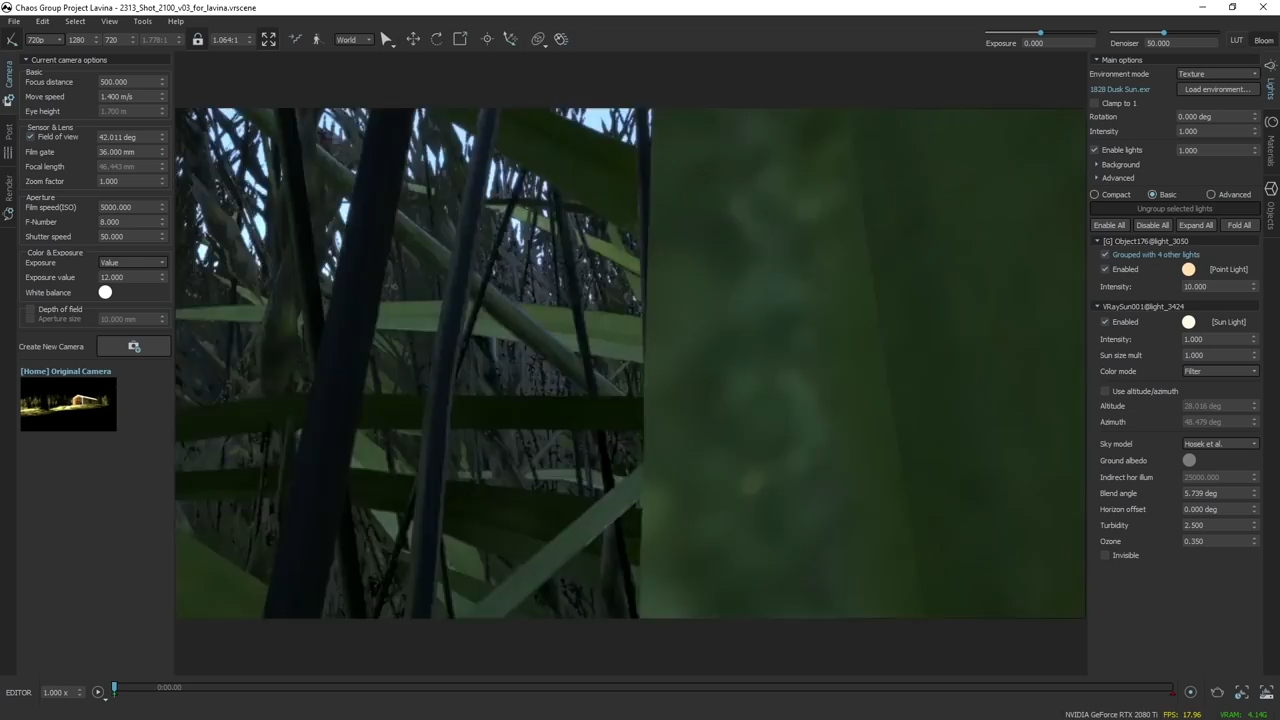 Chaos Group Project Lavina - 2313_Shot_2100_v03_for_lavina.vrscene
File Edit Select View Tools Help
720p 1280 720 1.778:1 1.064:1 World
Exposure 0.000 Denoiser 50.000 LUT Bloom
Camera
Post
Render
Current camera options
Basic
Focus distance 500.000
Move speed 1.400 m/s
Eye height 1.700 m
Sensor & Lens
Field of view 42.011 deg
Film gate 36.000 mm
Focal length 46.443 mm
Zoom factor 1.000
Aperture
Film speed(ISO) 5000.000
F-Number 8.000
Shutter speed 50.000
Color & Exposure
Exposure Value
Exposure value 12.000
White balance
Depth of field
Aperture size 10.000 mm
Create New Camera
[Home] Original Camera
Main options
Environment mode Texture
1828 Dusk Sun.exr Load environment...
Clamp to 1
Rotation 0.000 deg
Intensity 1.000
Enable lights 1.000
Background
Advanced
Compact Basic Advanced
Ungroup selected lights
Enable All Disable All Expand All Fold All
[G] Object176@light_3050
Grouped with 4 other lights
Enabled [Point Light]
Intensity: 10.000
VRaySun001@light_3424
Enabled [Sun Light]
Intensity: 1.000
Sun size mult 1.000
Color mode Filter
Use altitude/azimuth
Altitude 28.016 deg
Azimuth 48.479 deg
Sky model Hosek et al.
Ground albedo
Indirect hor illum 25000.000
Blend angle 5.739 deg
Horizon offset 0.000 deg
Turbidity 2.500
Ozone 0.350
Invisible
Lights
Materials
Objects
EDITOR 1.000 x 0:00.00
NVIDIA GeForce RTX 2080 Ti FPS: 17.96 VRAM: 4.14G